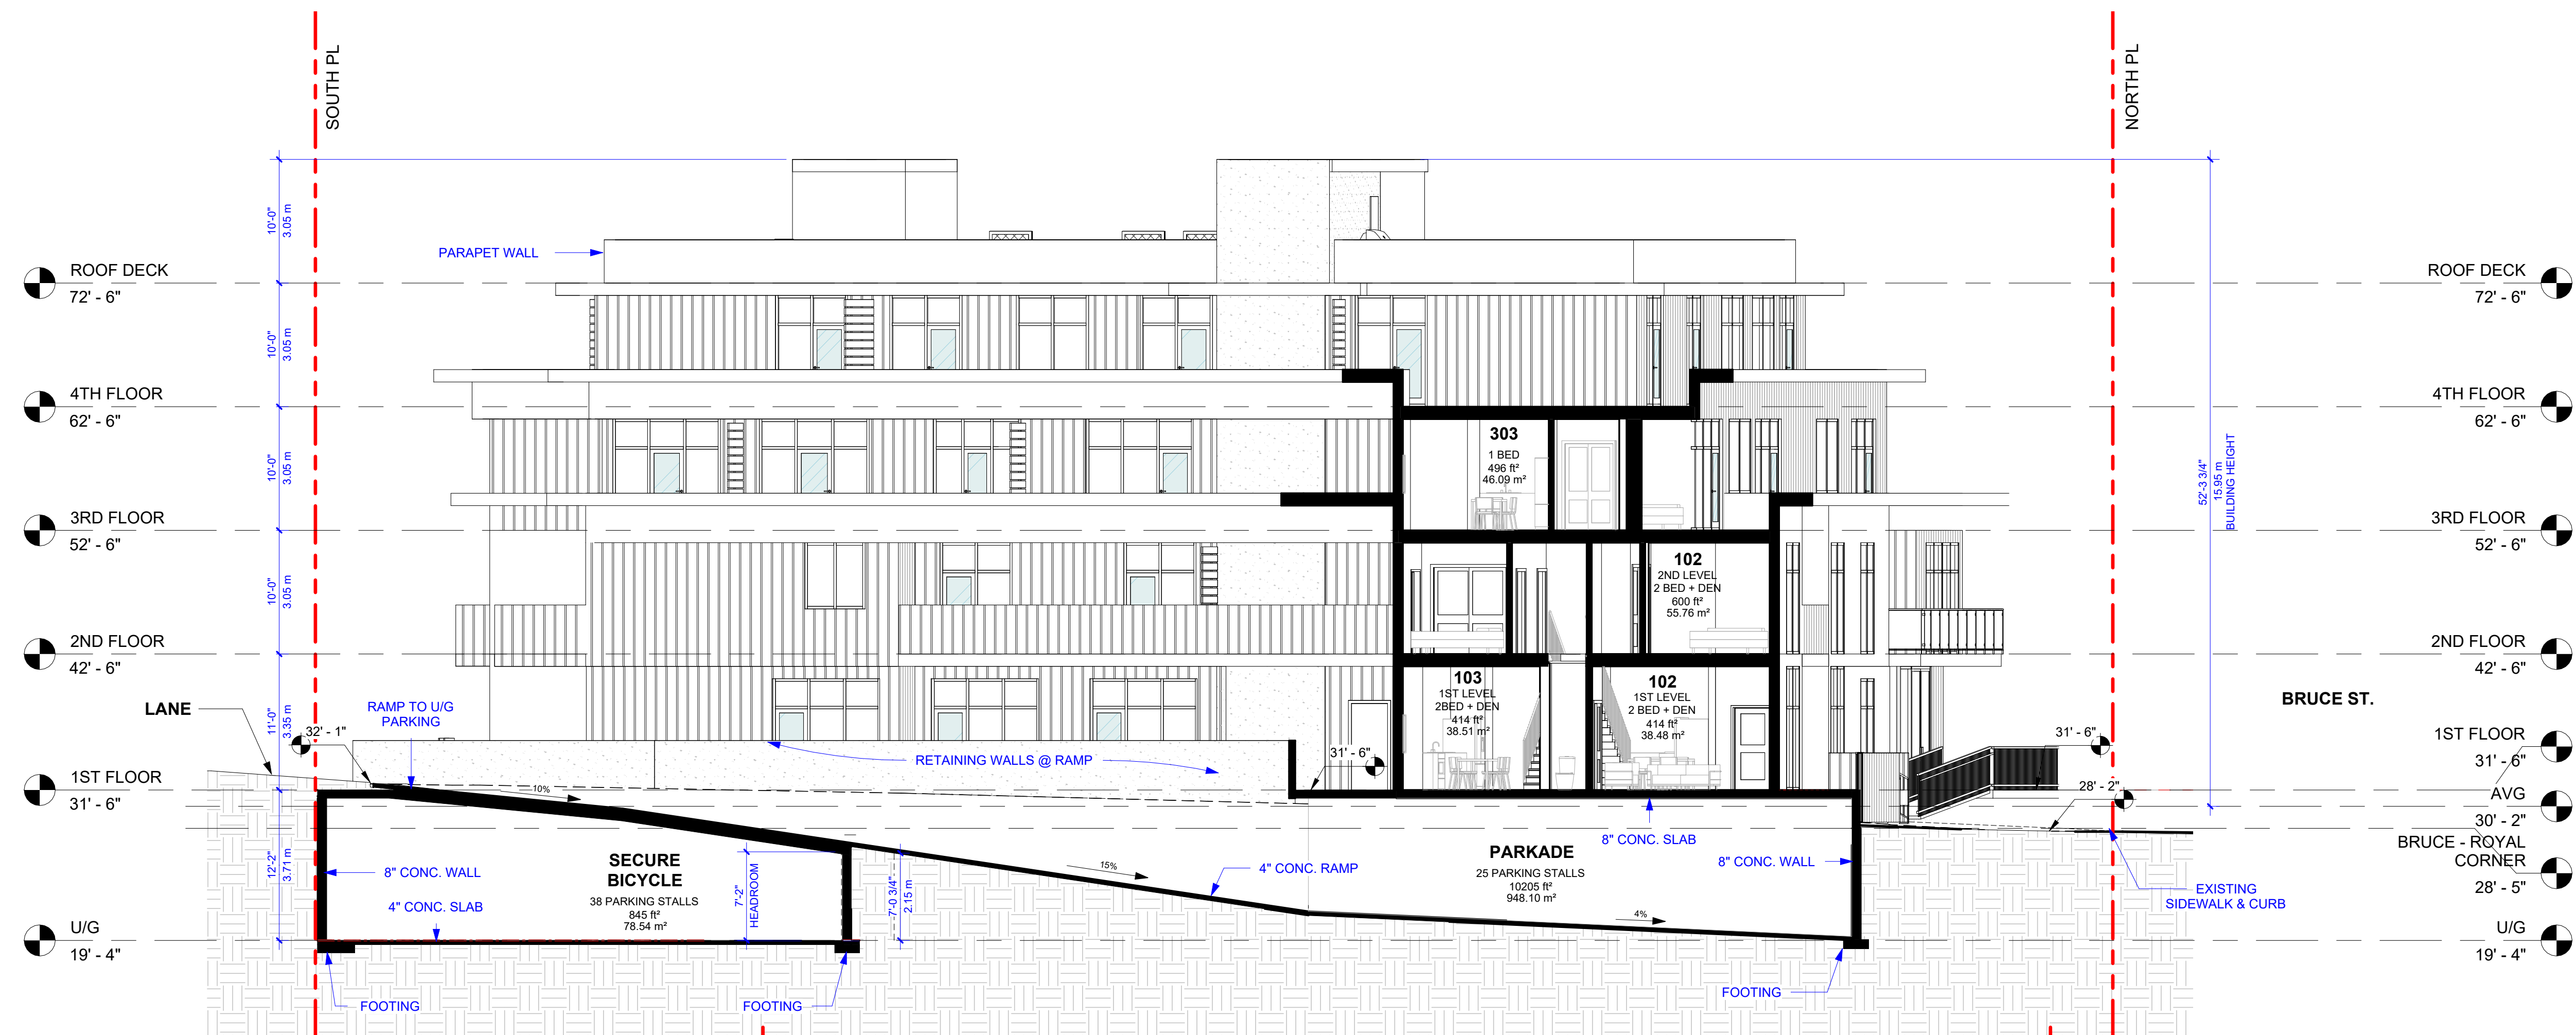 SOUTH PL
NORTH PL
10'-0"
3.05 m
PARAPET WALL
ROOF DECK
72' - 6"
ROOF DECK
72' - 6"
10'-0"
3.05 m
4TH FLOOR
62' - 6"
4TH FLOOR
62' - 6"
10'-0"
3.05 m
303
1 BED
496 ft²
46.09 m²
52'-3 3/4"
15.95 m
BUILDING HEIGHT
3RD FLOOR
52' - 6"
3RD FLOOR
52' - 6"
10'-0"
3.05 m
102
2ND LEVEL
2 BED + DEN
600 ft²
55.76 m²
2ND FLOOR
42' - 6"
2ND FLOOR
42' - 6"
11'-0"
3.35 m
LANE
RAMP TO U/G
PARKING
32' - 1"
103
1ST LEVEL
2BED + DEN
414 ft²
38.51 m²
102
1ST LEVEL
2 BED + DEN
414 ft²
38.48 m²
BRUCE ST.
RETAINING WALLS @ RAMP
31' - 6"
31' - 6"
1ST FLOOR
31' - 6"
1ST FLOOR
31' - 6"
10%
28' - 2"
AVG
30' - 2"
12'-2"
3.71 m
8" CONC. WALL
4" CONC. SLAB
SECURE
BICYCLE
38 PARKING STALLS
845 ft²
78.54 m²
7'-2"
HEADROOM
7'-0 3/4"
2.15 m
15%
4" CONC. RAMP
8" CONC. SLAB
PARKADE
25 PARKING STALLS
10205 ft²
948.10 m²
8" CONC. WALL
4%
BRUCE - ROYAL
CORNER
28' - 5"
EXISTING
SIDEWALK & CURB
U/G
19' - 4"
U/G
19' - 4"
FOOTING
FOOTING
FOOTING